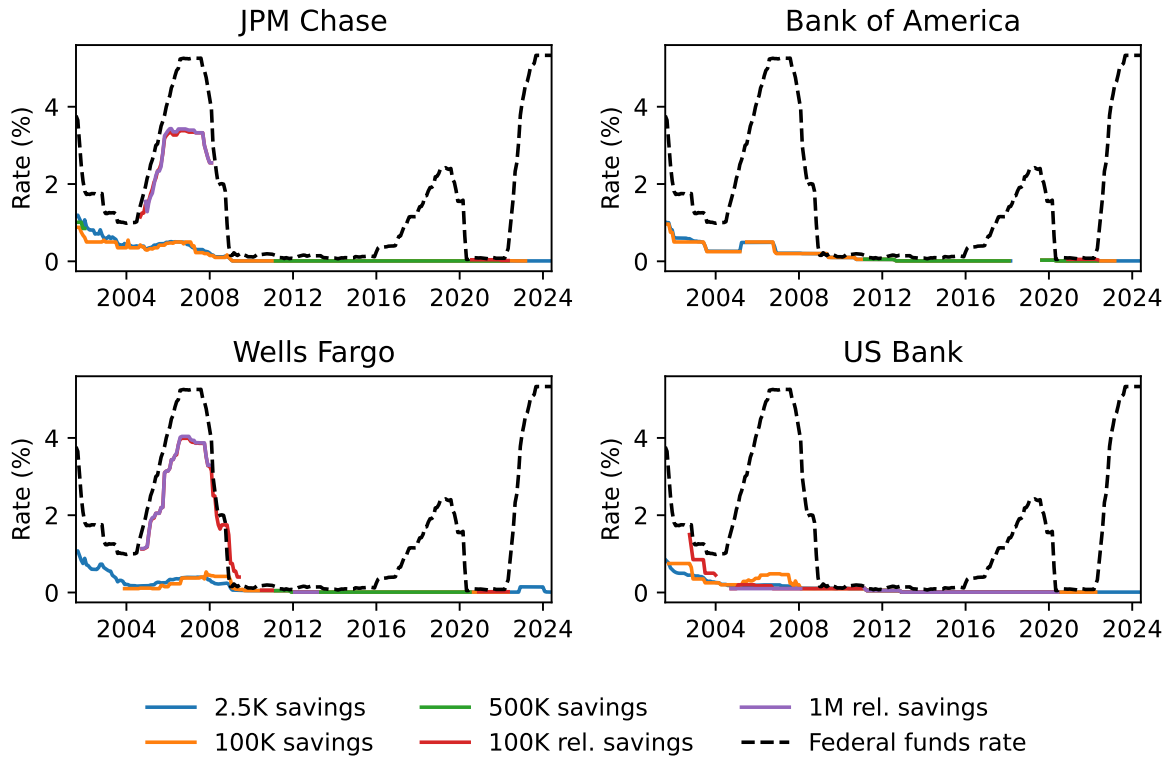 JPM Chase
Rate (%)
4
2
0
2004 2008 2012 2016 2020 2024
Bank of America
Rate (%)
4
2
0
2004 2008 2012 2016 2020 2024
Wells Fargo
Rate (%)
4
2
0
2004 2008 2012 2016 2020 2024
US Bank
Rate (%)
4
2
0
2004 2008 2012 2016 2020 2024
2.5K savings
100K savings
500K savings
100K rel. savings
1M rel. savings
Federal funds rate